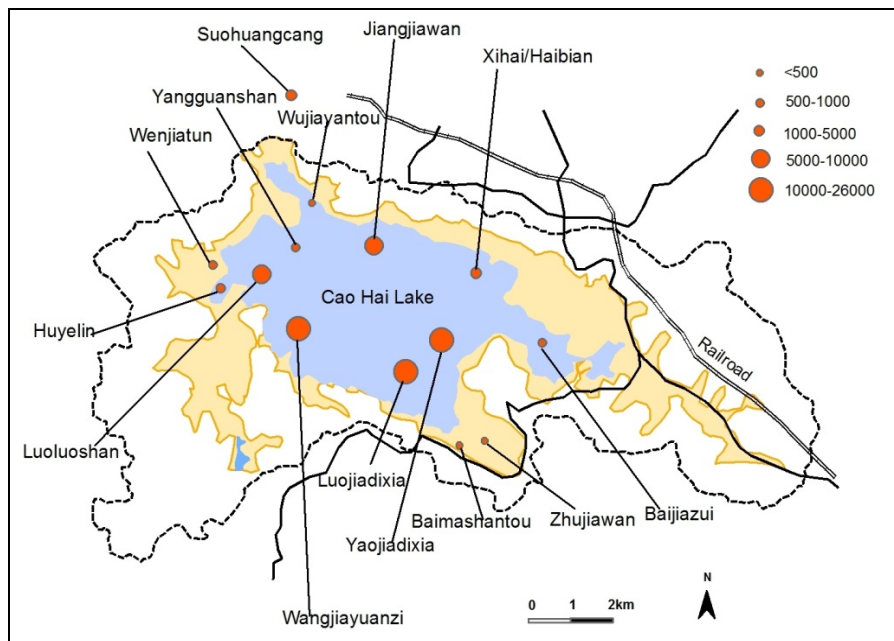 Suohuangcang
Jiangjiawan
Xihai/Haibian
Yangguanshan
Wujiayantou
Wenjiatun
<500
500-1000
1000-5000
5000-10000
10000-26000
Cao Hai Lake
Huyelin
Railroad
Luoluoshan
Luojiadixia
Baimashantou
Zhujiawan
Baijiazui
Yaojiadixia
Wangjiayuanzi
N
0 1 2km